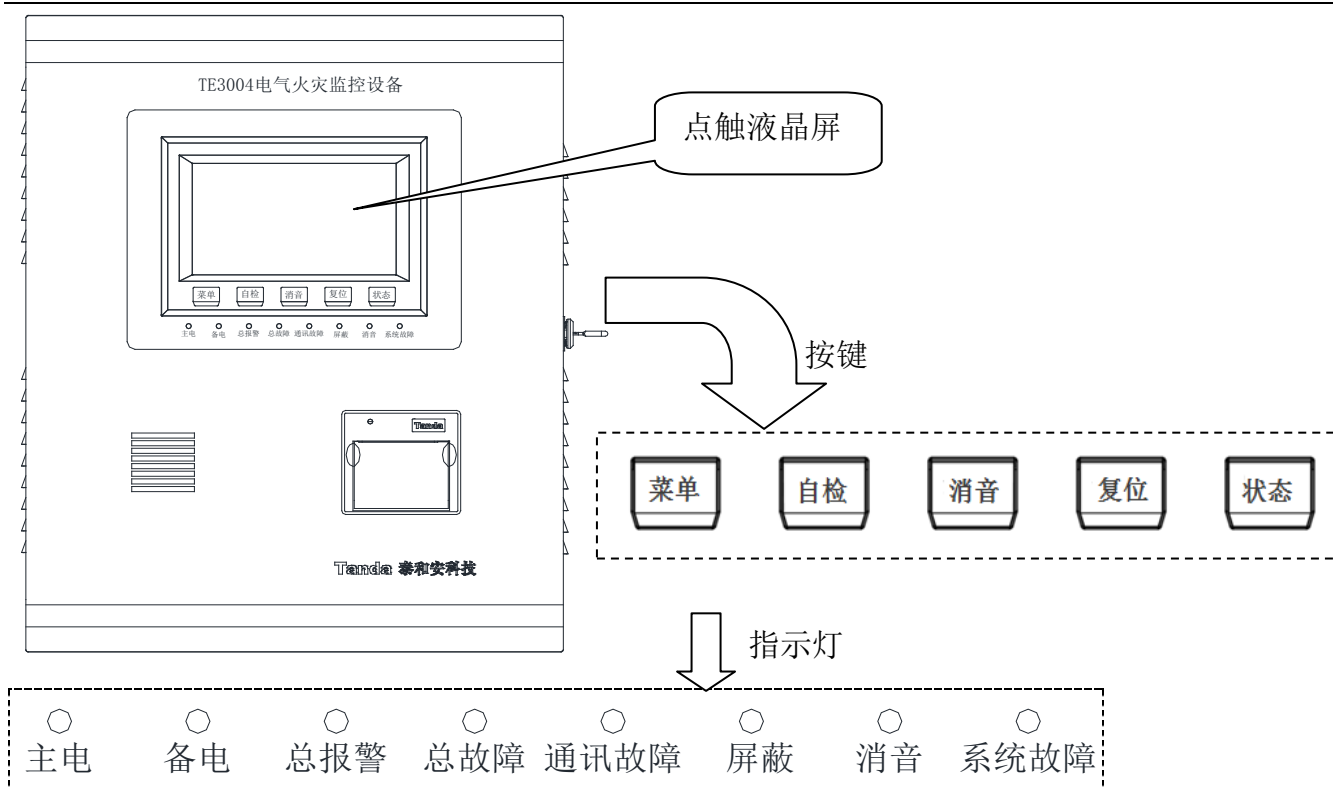 TE3004电气火灾监控设备
点触液晶屏
菜单 自检 消音 复位 状态
主电 备电 总报警 总故障 通讯故障 屏蔽 消音 系统故障
按键
Tanda
菜单 自检 消音 复位 状态
Tanda 泰和安科技
指示灯
主电 备电 总报警 总故障 通讯故障 屏蔽 消音 系统故障